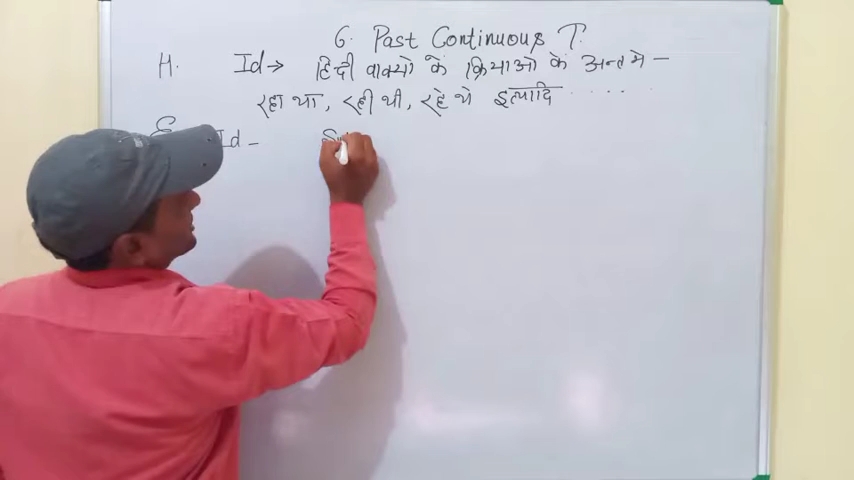 6. Past Continuous T.
H. Id→ हिंदी वाक्यो के क्रियाओ के अन्त मे —
रहा था, रही थी, रहे थे इत्यादि ......
E Id -